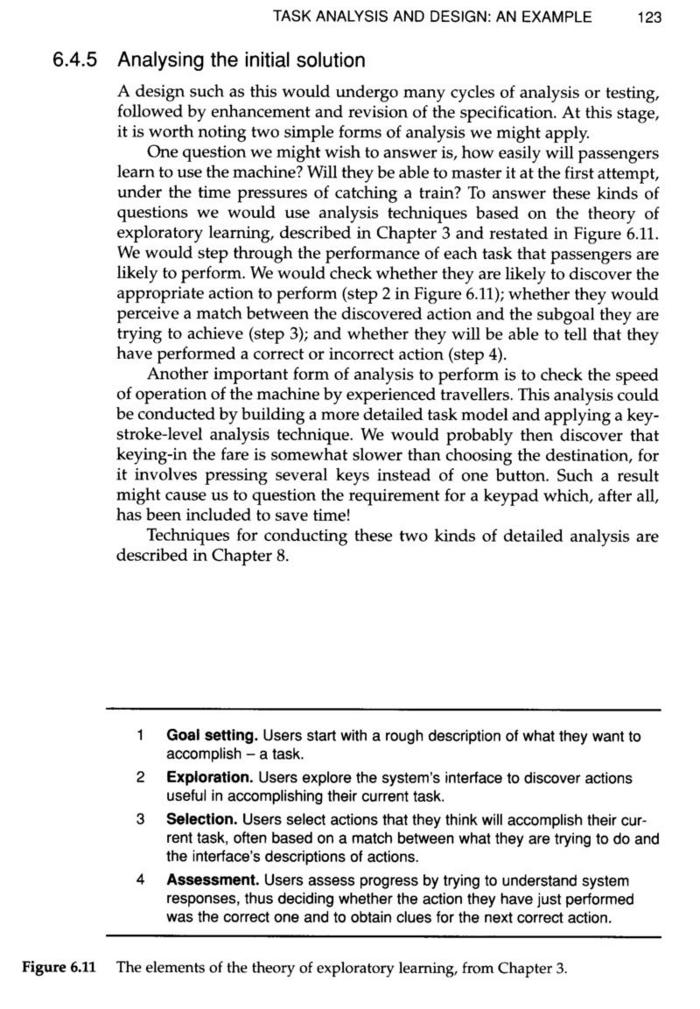 TASK ANALYSIS AND DESIGN: AN EXAMPLE 123
6.4.5 Analysing the initial solution
A design such as this would undergo many cycles of analysis or testing,
followed by enhancement and revision of the specification. At this stage,
it is worth noting two simple forms of analysis we might apply.
One question we might wish to answer is, how easily will passengers
learn to use the machine? Will they be able to master it at the first attempt,
under the time pressures of catching a train? To answer these kinds of
questions we would use analysis techniques based on the theory of
exploratory learning, described in Chapter 3 and restated in Figure 6.11.
We would step through the performance of each task that passengers are
likely to perform. We would check whether they are likely to discover the
appropriate action to perform (step 2 in Figure 6.11); whether they would
perceive a match between the discovered action and the subgoal they are
trying to achieve (step 3); and whether they will be able to tell that they
have performed a correct or incorrect action (step 4).
Another important form of analysis to perform is to check the speed
of operation of the machine by experienced travellers. This analysis could
be conducted by building a more detailed task model and applying a key-
stroke-level analysis technique. We would probably then discover that
keying-in the fare is somewhat slower than choosing the destination, for
it involves pressing several keys instead of one button. Such a result
might cause us to question the requirement for a keypad which, after all,
has been included to save time!
Techniques for conducting these two kinds of detailed analysis are
described in Chapter 8.
1 Goal setting. Users start with a rough description of what they want to
accomplish – a task.
2 Exploration. Users explore the system's interface to discover actions
useful in accomplishing their current task.
3 Selection. Users select actions that they think will accomplish their cur-
rent task, often based on a match between what they are trying to do and
the interface's descriptions of actions.
4 Assessment. Users assess progress by trying to understand system
responses, thus deciding whether the action they have just performed
was the correct one and to obtain clues for the next correct action.
Figure 6.11 The elements of the theory of exploratory learning, from Chapter 3.